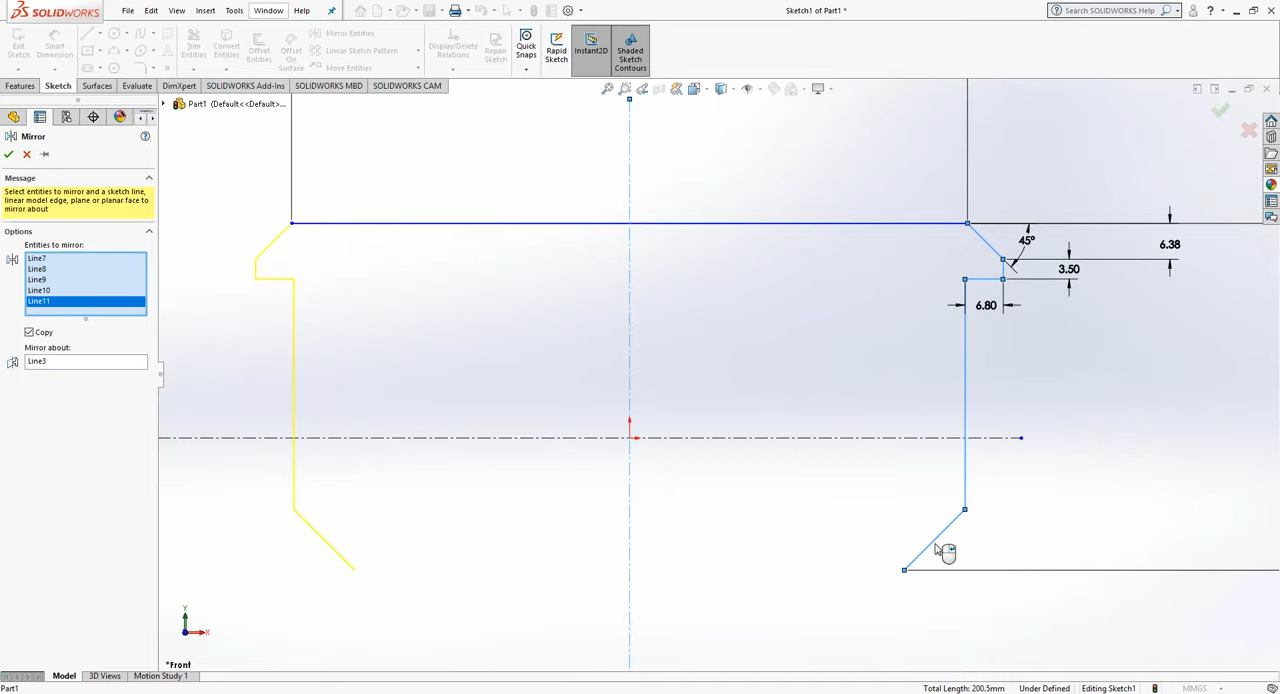 SOLIDWORKS
File Edit View Insert Tools Window Help
Sketch1 of Part1 *
Search SOLIDWORKS Help
Exit Sketch
Smart Dimension
Trim Entities
Convert Entities
Offset Entities
Offset On Surface
Mirror Entities
Linear Sketch Pattern
Move Entities
Display/Delete Relations
Repair Sketch
Quick Snaps
Rapid Sketch
Instant2D
Shaded Sketch Contours
Features Sketch Surfaces Evaluate DimXpert SOLIDWORKS Add-Ins SOLIDWORKS MBD SOLIDWORKS CAM
Part1 (Default<<Default>...
Mirror
Message
Select entities to mirror and a sketch line,
linear model edge, plane or planar face to
mirror about
Options
Entities to mirror:
Line7
Line8
Line9
Line10
Line11
Copy
Mirror about:
Line3
45°
6.38
3.50
6.80
Y
X
*Front
Model 3D Views Motion Study 1
Part1
Total Length: 200.5mm Under Defined Editing Sketch1 MMGS